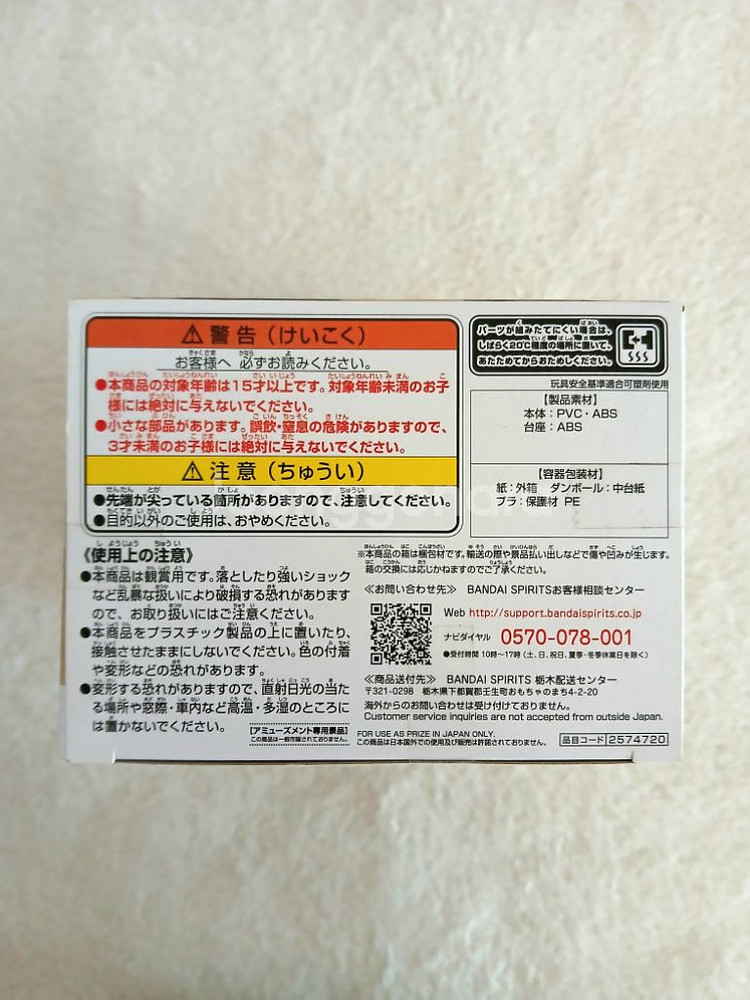 ⚠警告(けいこく)
お客様へ 必ずお読みください。
●本商品の対象年齢は15才以上です。対象年齢未満のお子
様には絶対に与えないでください。
●小さな部品があります。誤飲・窒息の危険がありますので、
3才未満のお子様には絶対に与えないでください。
⚠注意(ちゅうい)
●先端が尖っている箇所がありますので、注意してください。
●目的以外のご使用は、おやめください。
パーツが組みたてにくい場合は、
しばらく20℃程度の場所に置いて、
あたためてからおためしください。
玩具安全基準適合可塑剤使用
【製品素材】
本体:PVC・ABS
台座:ABS
【容器包装材】
紙:外箱 ダンボール:中台紙
プラ:保護材 PE
《使用上の注意》
●本商品は観賞用です。落としたり強いショック
など乱暴な扱いにより破損する恐れがあります
ので、お取り扱いにはご注意ください。
●本商品をプラスチック製品の上に置いたり、
接触させたままにしないでください。色の付着
や変形などの恐れがあります。
●変形する恐れがありますので、直射日光の当た
る場所や窓際・車内など高温・多湿のところに
は置かないでください。
【アミューズメント専用景品】
この商品は一般市販されておりません。
※本商品の箱は梱包材です。輸送の際や景品払い出しなどで傷や凹みが生じます。
箱の交換には応じかねますのでご了承ください。
≪お問い合わせ先≫ BANDAI SPIRITSお客様相談センター
Web http://support.bandaispirits.co.jp
ナビダイヤル 0570-078-001
●受付時間 10時〜17時(土、日、祝日、夏季・冬季休業日を除く)
≪商品送付先≫ BANDAI SPIRITS 栃木配送センター
〒321-0298 栃木県下都賀郡壬生町おもちゃのまち4-2-20
海外からのお問い合わせは受け付けておりません。
Customer service inquiries are not accepted from outside Japan.
FOR USE AS PRIZE IN JAPAN ONLY.
この商品は日本国外での使用及び販売は許諾されておりません。
品目コード 2574720